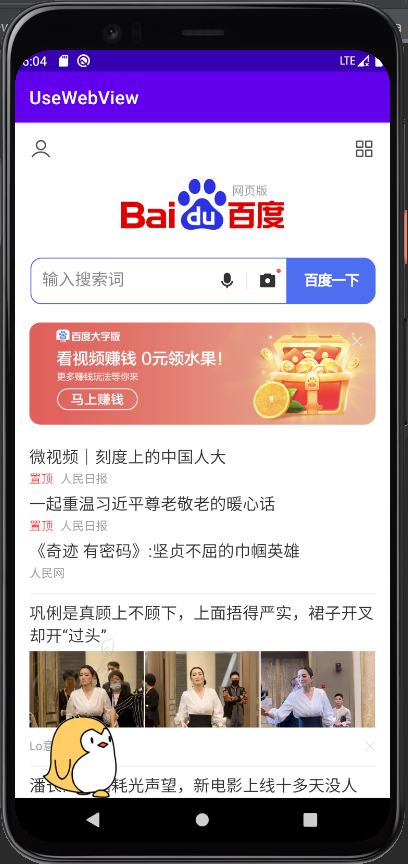 6:04
LTE
UseWebView
网页版
Bai du 百度
输入搜索词
百度一下
百度大字版
看视频赚钱 0元领水果!
更多赚钱玩法等你来
马上赚钱
微视频｜刻度上的中国人大
置顶 人民日报
一起重温习近平尊老敬老的暖心话
置顶 人民日报
《奇迹 有密码》:坚贞不屈的巾帼英雄
人民网
巩俐是真顾上不顾下，上面捂得严实，裙子开叉
却开“过头”
Lo意
潘长 耗光声望，新电影上线十多天没人